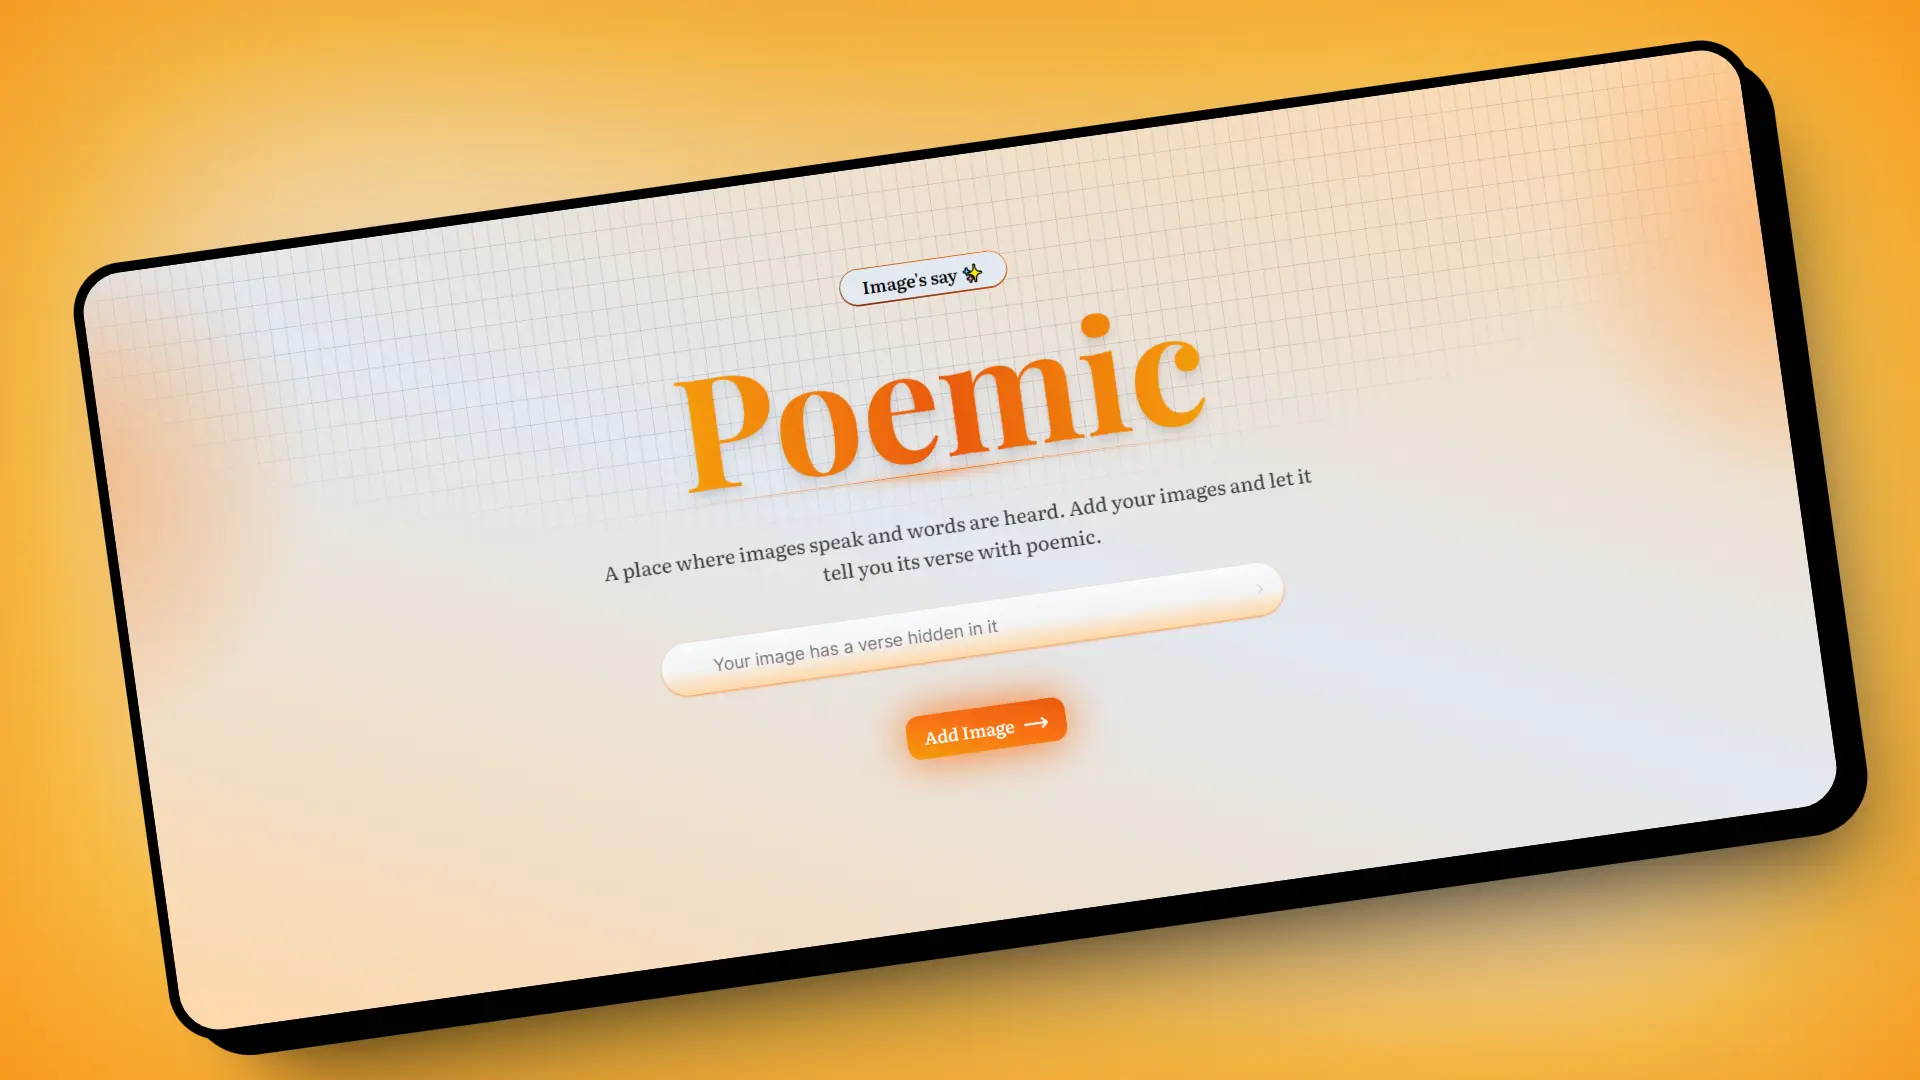 Image's say ✨
Poemic
A place where images speak and words are heard. Add your images and let it
tell you its verse with poemic.
Your image has a verse hidden in it
Add Image →